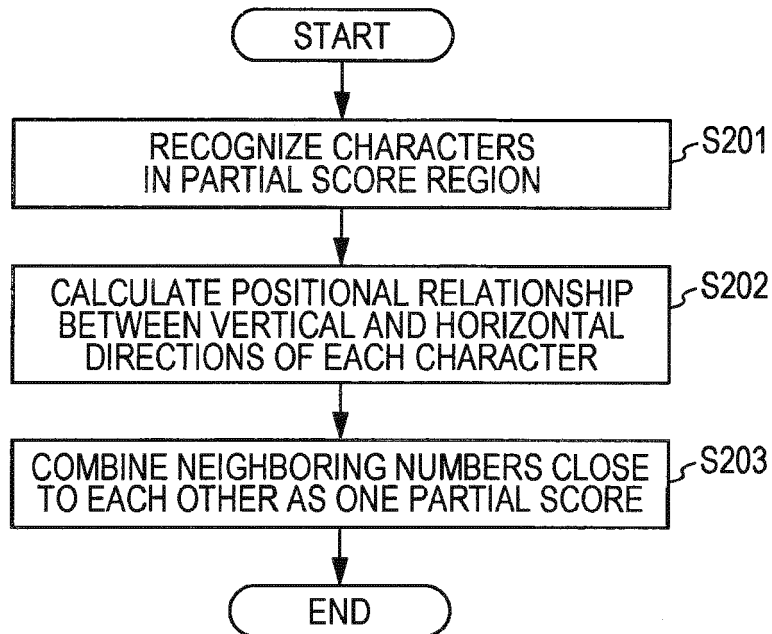 START
RECOGNIZE CHARACTERS
IN PARTIAL SCORE REGION
S201
CALCULATE POSITIONAL RELATIONSHIP
BETWEEN VERTICAL AND HORIZONTAL
DIRECTIONS OF EACH CHARACTER
S202
COMBINE NEIGHBORING NUMBERS CLOSE
TO EACH OTHER AS ONE PARTIAL SCORE
S203
END